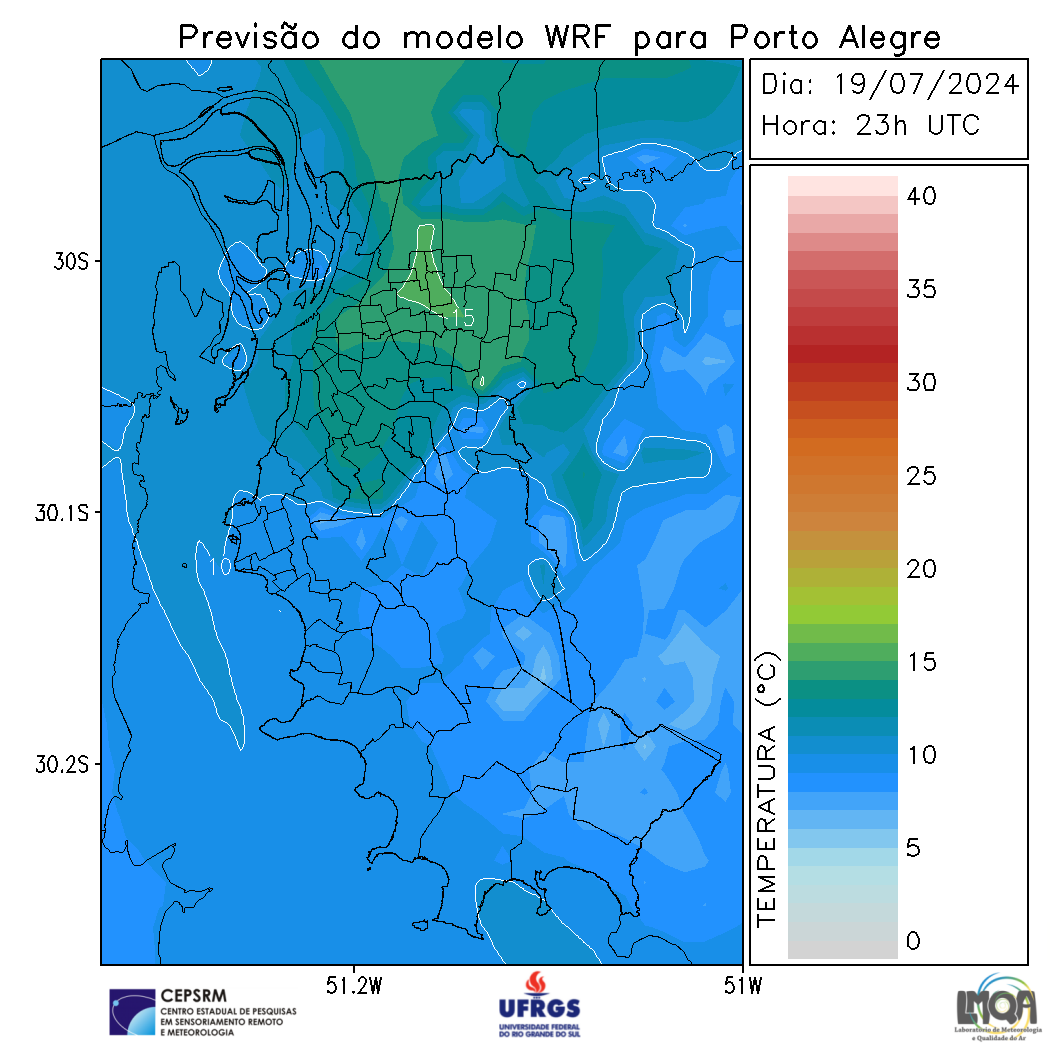 Previsão do modelo WRF para Porto Alegre
Dia: 19/07/2024
Hora: 23h UTC
30S
30.1S
30.2S
51.2W
51W
15
10
TEMPERATURA (°C)
40
35
30
25
20
15
10
5
0
CEPSRM
CENTRO ESTADUAL DE PESQUISAS
EM SENSORIAMENTO REMOTO
E METEOROLOGIA
UFRGS
UNIVERSIDADE FEDERAL
DO RIO GRANDE DO SUL
LMQA
Laboratório de Meteorologia
e Qualidade do Ar